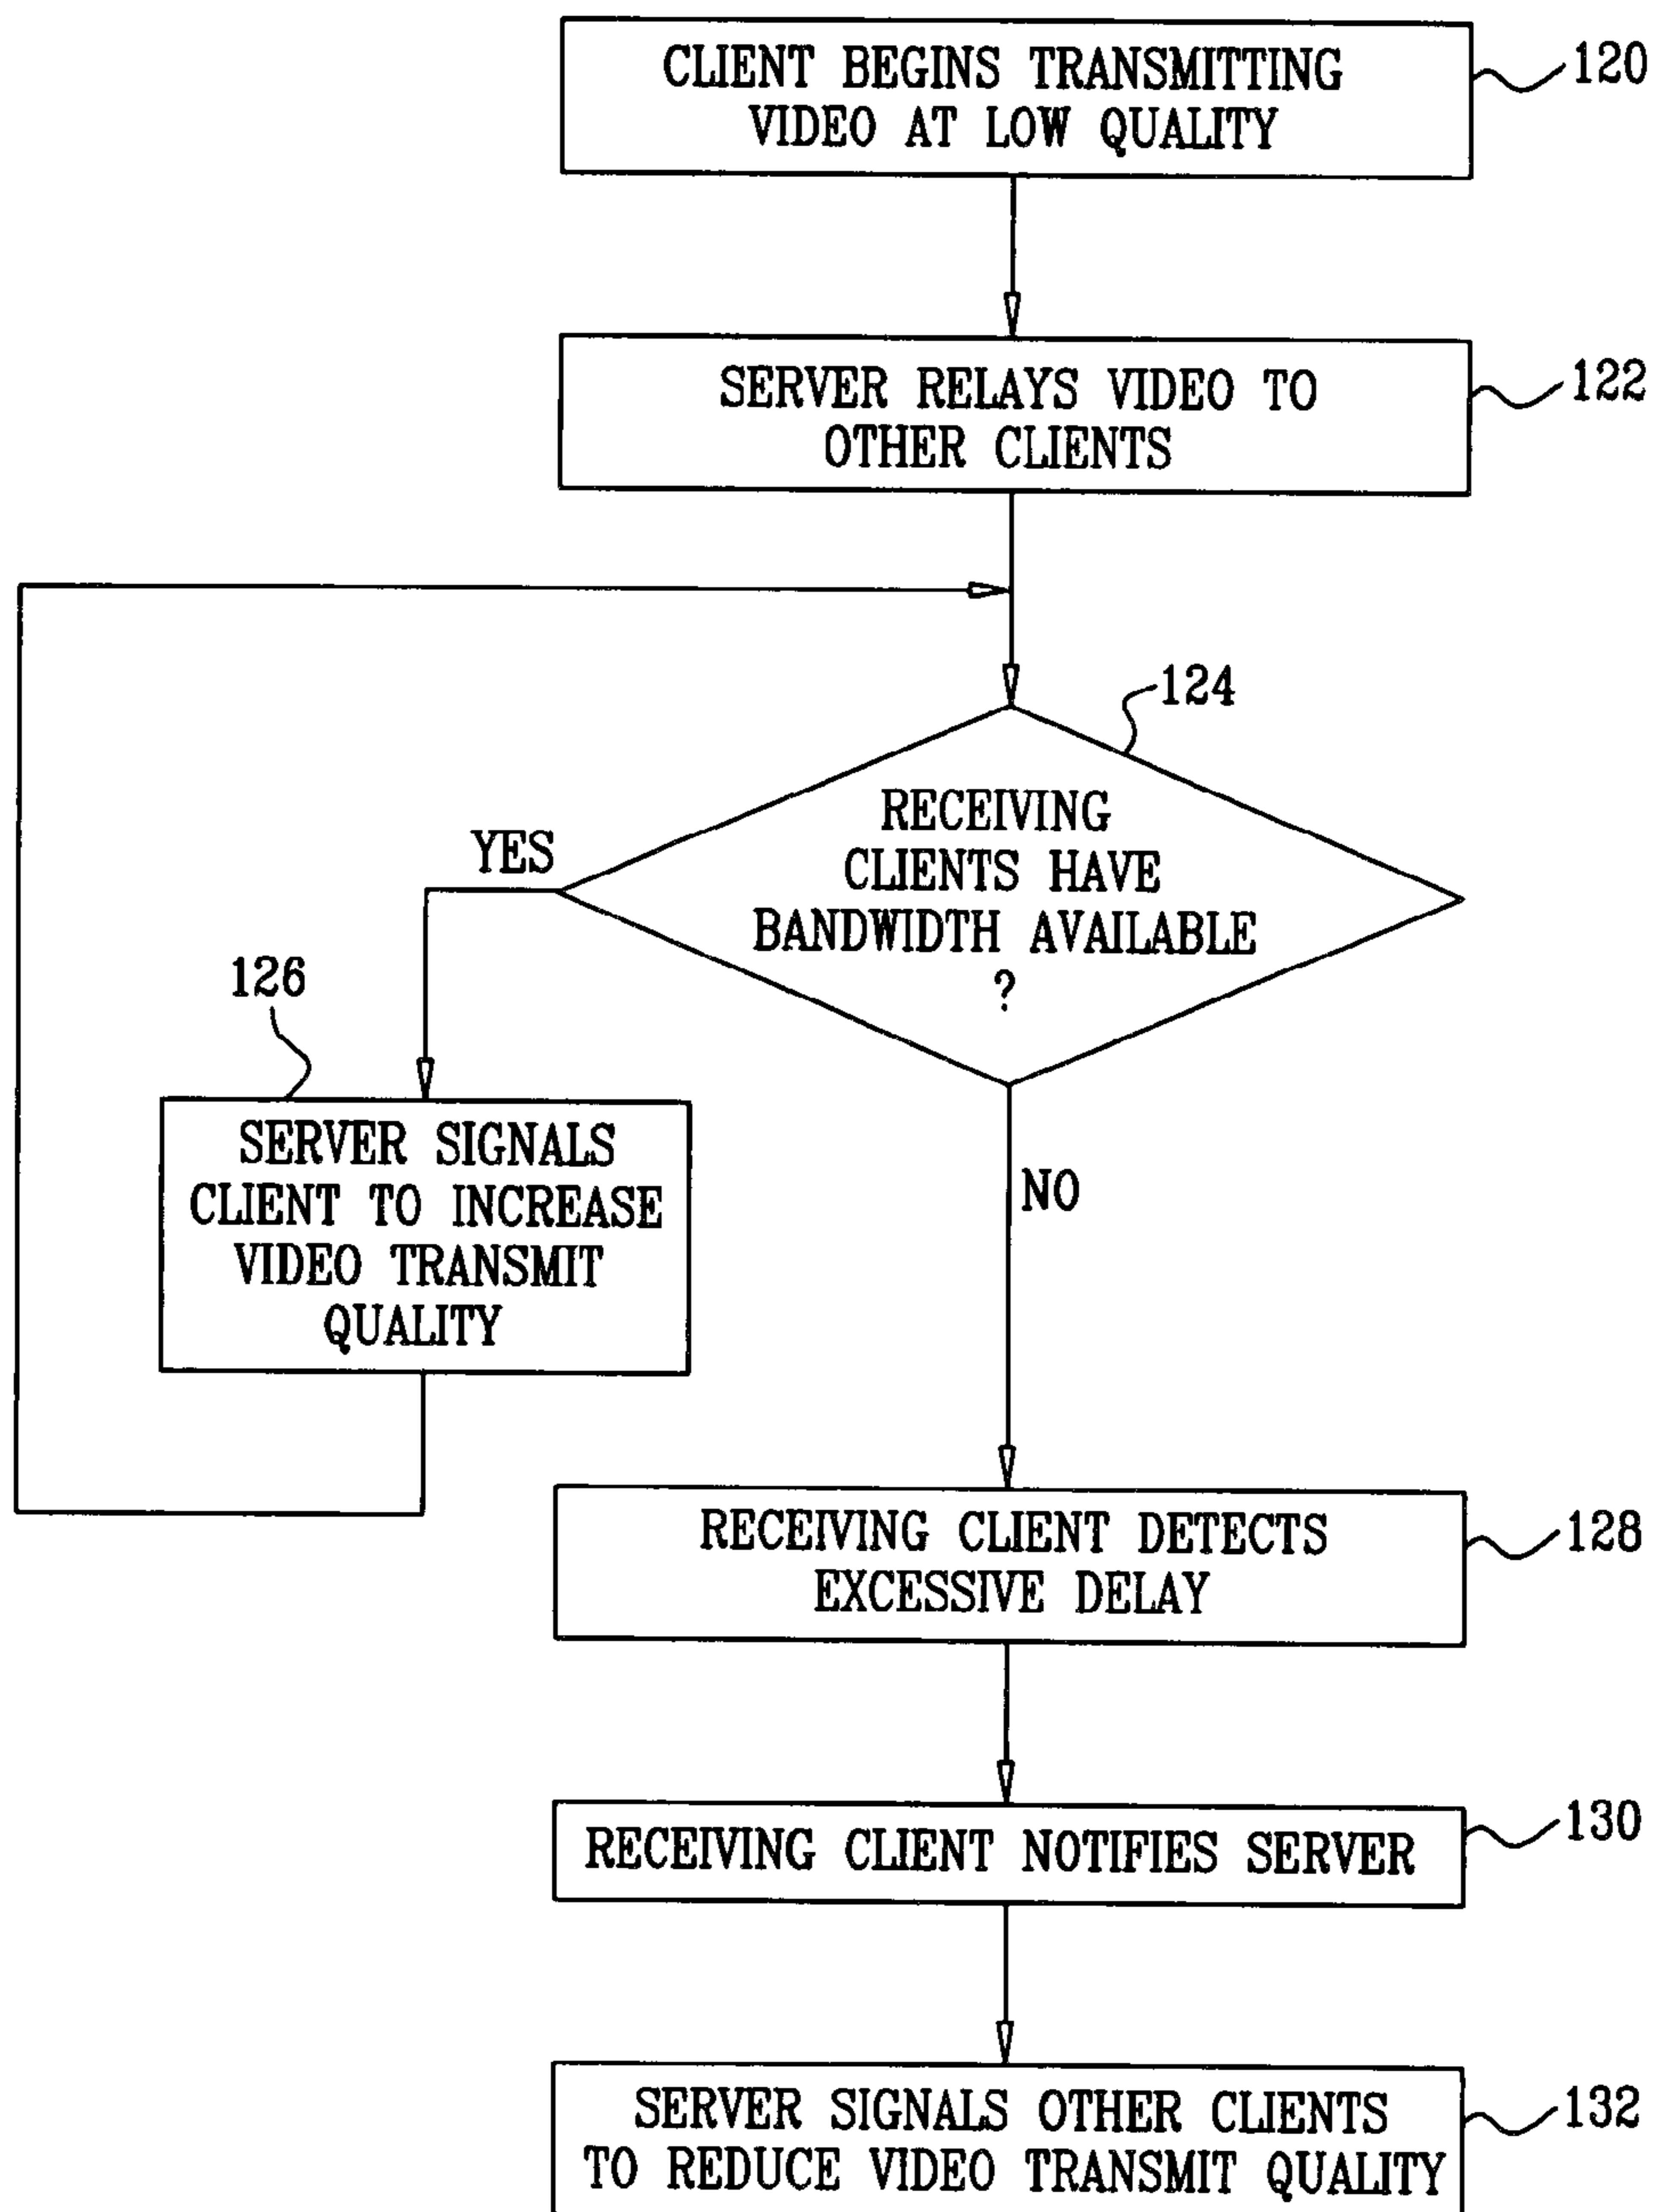 CLIENT BEGINS TRANSMITTING
VIDEO AT LOW QUALITY
120
SERVER RELAYS VIDEO TO
OTHER CLIENTS
122
124
RECEIVING
CLIENTS HAVE
BANDWIDTH AVAILABLE
?
YES
126
SERVER SIGNALS
CLIENT TO INCREASE
VIDEO TRANSMIT
QUALITY
NO
RECEIVING CLIENT DETECTS
EXCESSIVE DELAY
128
RECEIVING CLIENT NOTIFIES SERVER
130
SERVER SIGNALS OTHER CLIENTS
TO REDUCE VIDEO TRANSMIT QUALITY
132